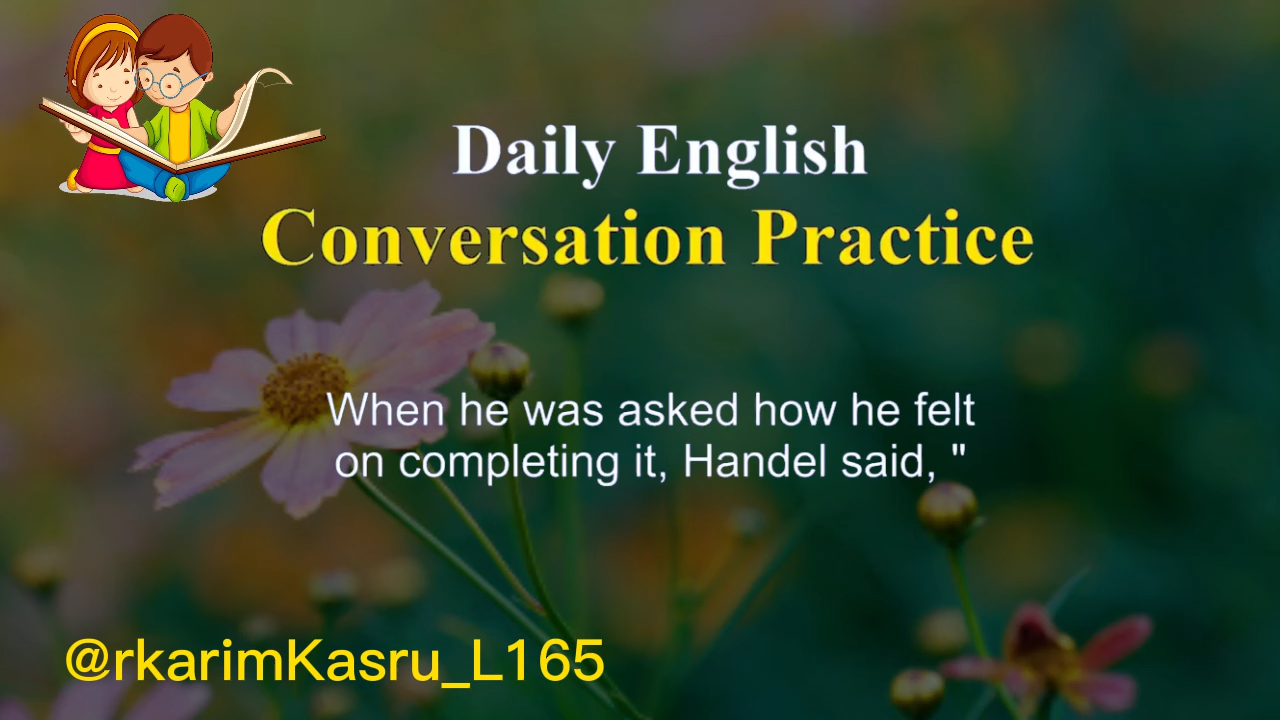 Daily English
Conversation Practice
When he was asked how he felt
on completing it, Handel said, "
@rkarimKasru_L165